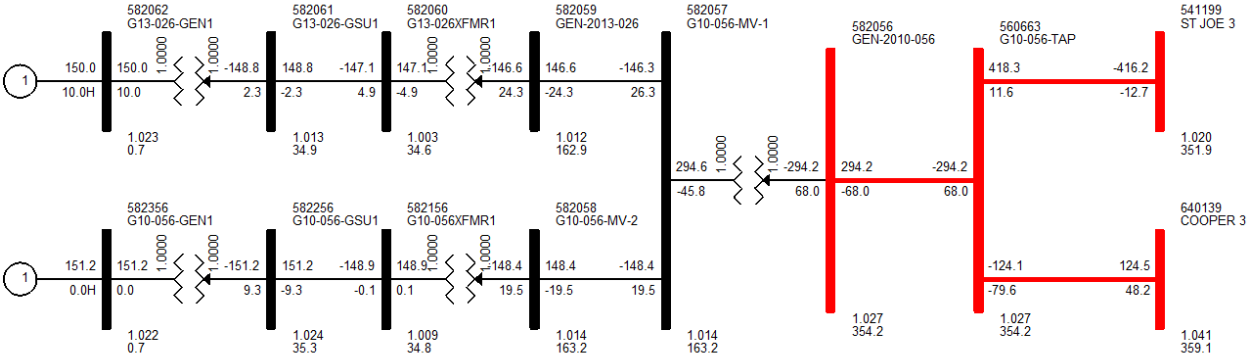 582062 582061 582060 582059 582057 541199
G13-026-GEN1 G13-026-GSU1 G13-026XFMR1 GEN-2013-026 G10-056-MV-1 ST JOE 3
582056 560663
GEN-2010-056 G10-056-TAP
1 150.0 150.0 1.0000 1.0000 -148.8 148.8 -147.1 147.1 1.0000 1.0000 -146.6 146.6 -146.3 418.3 -416.2
10.0H 10.0 2.3 -2.3 4.9 -4.9 24.3 -24.3 26.3 11.6 -12.7
1.023 1.013 1.003 1.012 1.020
0.7 34.9 34.6 162.9 351.9
294.6 1.0000 1.0000 -294.2 294.2 -294.2
-45.8 68.0 -68.0 68.0
582356 582256 582156 582058 640139
G10-056-GEN1 G10-056-GSU1 G10-056XFMR1 G10-056-MV-2 COOPER 3
1 151.2 151.2 1.0000 1.0000 -151.2 151.2 -148.9 148.9 1.0000 1.0000 -148.4 148.4 -148.4 -124.1 124.5
0.0H 0.0 9.3 -9.3 -0.1 0.1 19.5 -19.5 19.5 -79.6 48.2
1.027 1.027
354.2 354.2
1.022 1.024 1.009 1.014 1.014 1.041
0.7 35.3 34.8 163.2 163.2 359.1